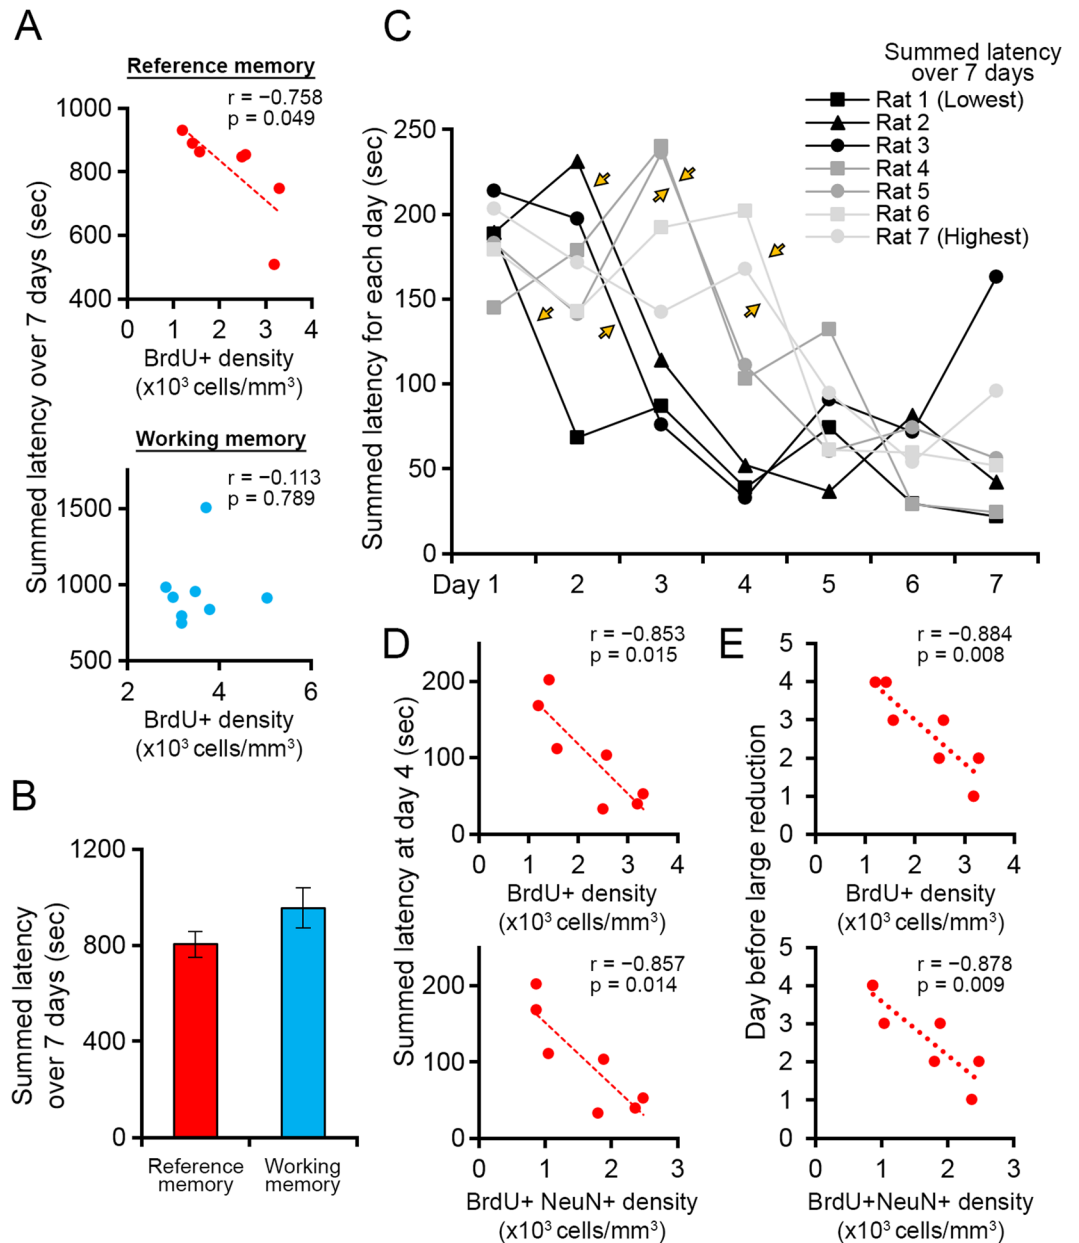 A
Reference memory
r = −0.758
p = 0.049
1000
800
600
400
0 1 2 3 4
BrdU+ density
(x10³ cells/mm³)
Summed latency over 7 days (sec)
Working memory
r = −0.113
p = 0.789
1500
1000
500
2 4 6
BrdU+ density
(x10³ cells/mm³)
B
1200
800
400
0
Summed latency
over 7 days (sec)
Reference
memory
Working
memory
C
Summed latency
over 7 days
Rat 1 (Lowest)
Rat 2
Rat 3
Rat 4
Rat 5
Rat 6
Rat 7 (Highest)
250
200
150
100
50
0
Summed latency for each day (sec)
Day 1 2 3 4 5 6 7
D
r = −0.853
p = 0.015
200
100
0
0 1 2 3 4
BrdU+ density
(x10³ cells/mm³)
Summed latency at day 4 (sec)
r = −0.857
p = 0.014
200
100
0
0 1 2 3
BrdU+ NeuN+ density
(x10³ cells/mm³)
E
r = −0.884
p = 0.008
5
4
3
2
1
0
0 1 2 3 4
BrdU+ density
(x10³ cells/mm³)
Day before large reduction
r = −0.878
p = 0.009
5
4
3
2
1
0
0 1 2 3
BrdU+NeuN+ density
(x10³ cells/mm³)